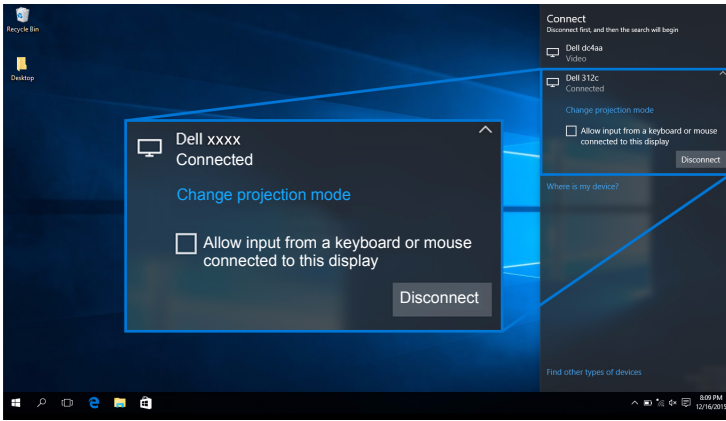 Recycle Bin
Desktop
Dell xxxx
Connected
Change projection mode
Allow input from a keyboard or mouse
connected to this display
Disconnect
Connect
Disconnect first, and then the search will begin
Dell dc4aa
Video
Dell 312c
Connected
Change projection mode
Allow input from a keyboard or mouse
connected to this display
Disconnect
Where is my device?
Find other types of devices
8:09 PM
12/16/2015